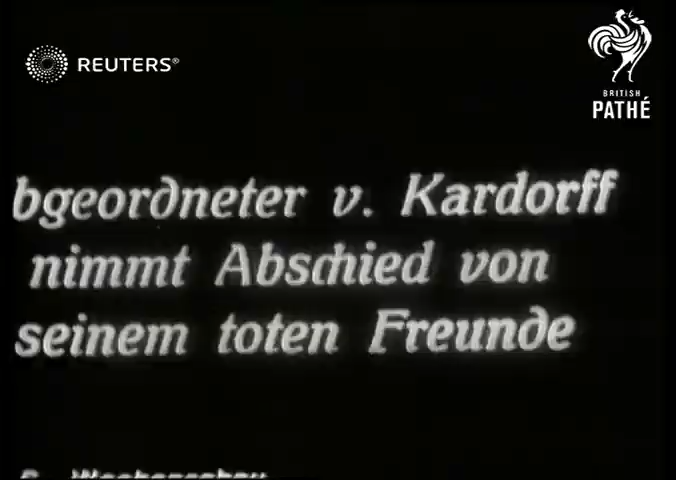 REUTERS®
BRITISH
PATHÉ
bgeordneter v. Kardorff
nimmt Abschied von
seinem toten Freunde